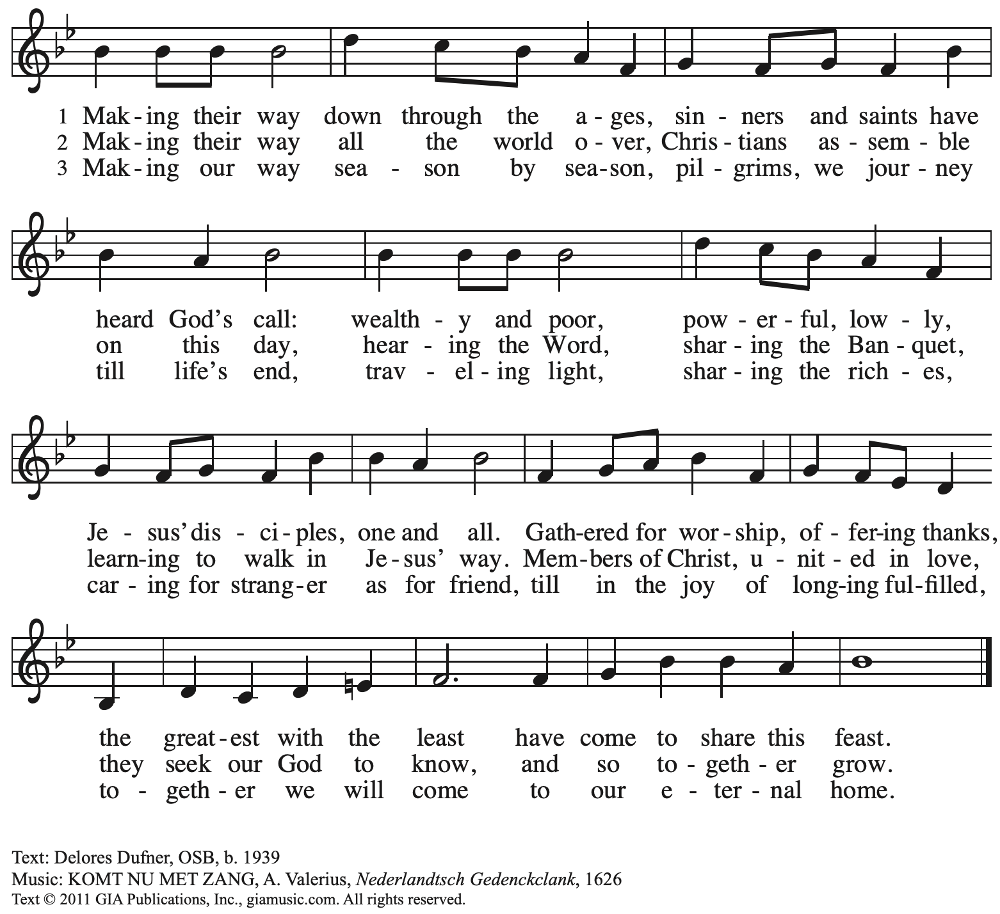 1 Mak - ing their way down through the a - ges, sin - ners and saints have
2 Mak - ing their way all the world o - ver, Chris - tians as - sem - ble
3 Mak - ing our way sea - son by sea - son, pil - grims, we jour - ney
heard God's call: wealth - y and poor, pow - er - ful, low - ly,
on this day, hear - ing the Word, shar - ing the Ban - quet,
till life's end, trav - el - ing light, shar - ing the rich - es,
Je - sus' dis - ci - ples, one and all. Gath - ered for wor - ship, of - fer - ing thanks,
learn - ing to walk in Je - sus' way. Mem - bers of Christ, u - nit - ed in love,
car - ing for strang - er as for friend, till in the joy of long - ing ful - filled,
the great - est with the least have come to share this feast.
they seek our God to know, and so to - geth - er grow.
to - geth - er we will come to our e - ter - nal home.
Text: Delores Dufner, OSB, b. 1939
Music: KOMT NU MET ZANG, A. Valerius, Nederlandtsch Gedenckclank, 1626
Text © 2011 GIA Publications, Inc., giamusic.com. All rights reserved.